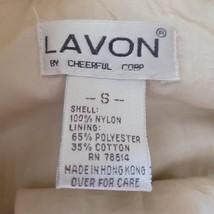 LAVON®
BY CHEERFUL CORP
- S -
SHELL:
100% NYLON
LINING:
65% POLYESTER
35% COTTON
RN 78614
MADE IN HONG KONG
OVER FOR CARE